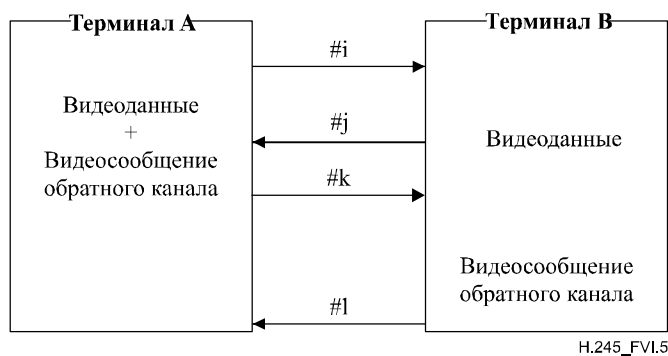 Терминал A
Терминал B
#i
Видеоданные
+
Видеосообщение
обратного канала
#j
Видеоданные
#k
Видеосообщение
обратного канала
#l
H.245_FVI.5